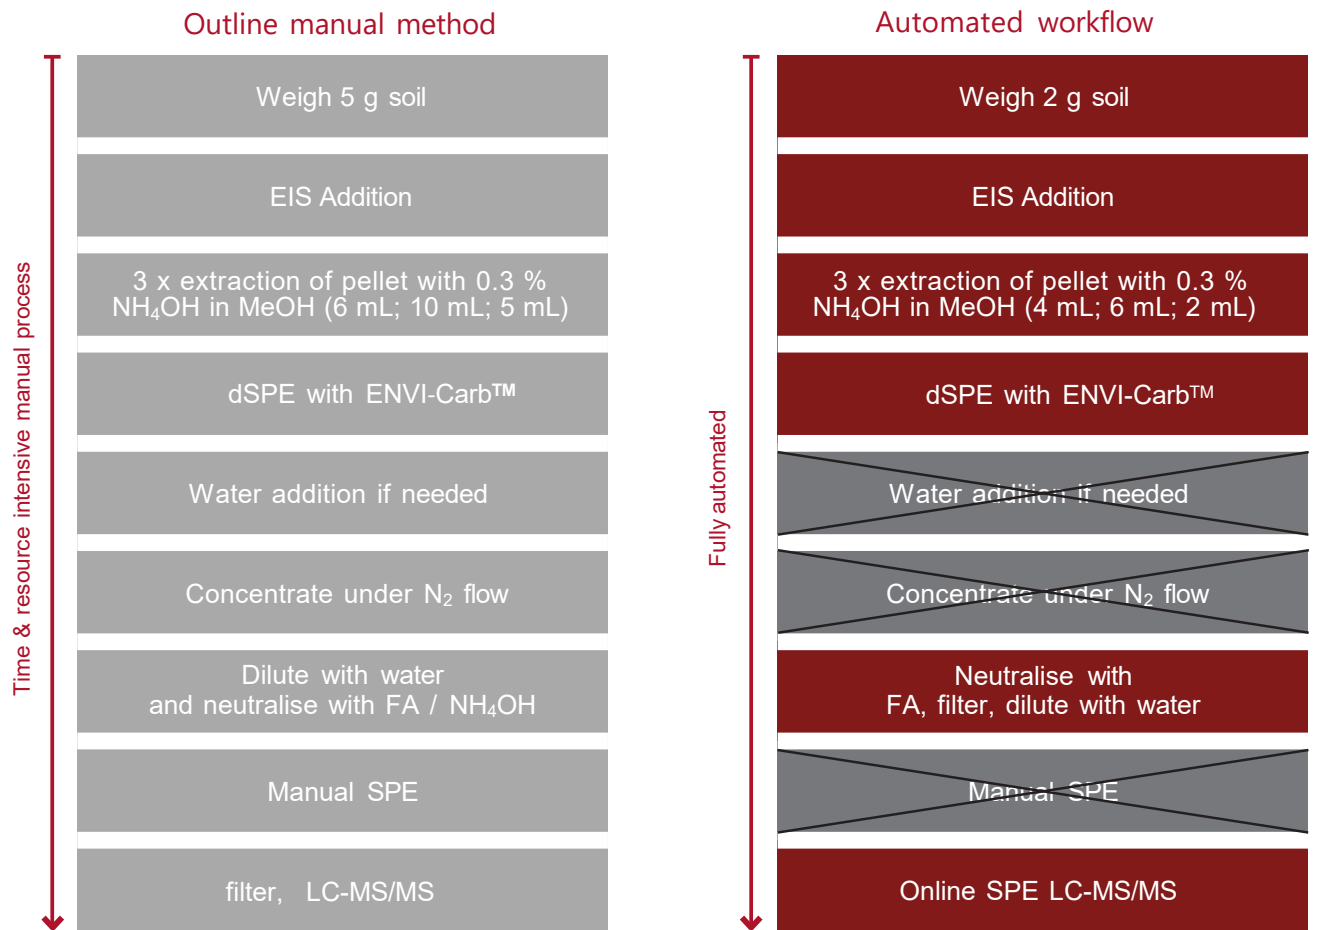 Outline manual method
Time & resource intensive manual process
Weigh 5 g soil
EIS Addition
3 x extraction of pellet with 0.3 %
NH₄OH in MeOH (6 mL; 10 mL; 5 mL)
dSPE with ENVI-Carb™
Water addition if needed
Concentrate under N₂ flow
Dilute with water
and neutralise with FA / NH₄OH
Manual SPE
filter, LC-MS/MS
Automated workflow
Fully automated
Weigh 2 g soil
EIS Addition
3 x extraction of pellet with 0.3 %
NH₄OH in MeOH (4 mL; 6 mL; 2 mL)
dSPE with ENVI-Carb™
Water addition if needed
Concentrate under N₂ flow
Neutralise with
FA, filter, dilute with water
Manual SPE
Online SPE LC-MS/MS